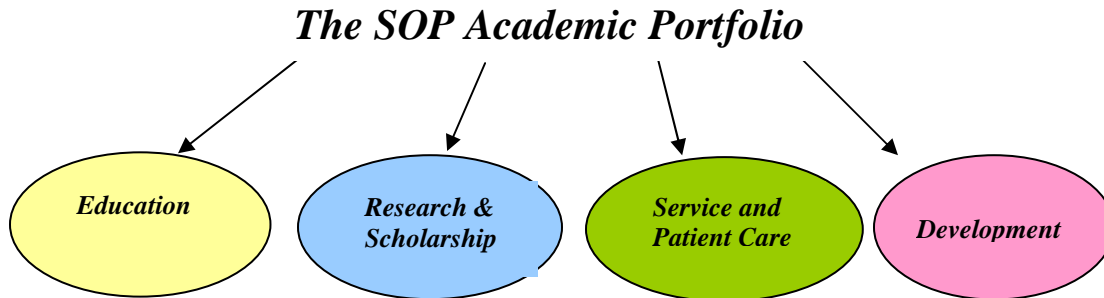 The SOP Academic Portfolio
Education
Research &
Scholarship
Service and
Patient Care
Development